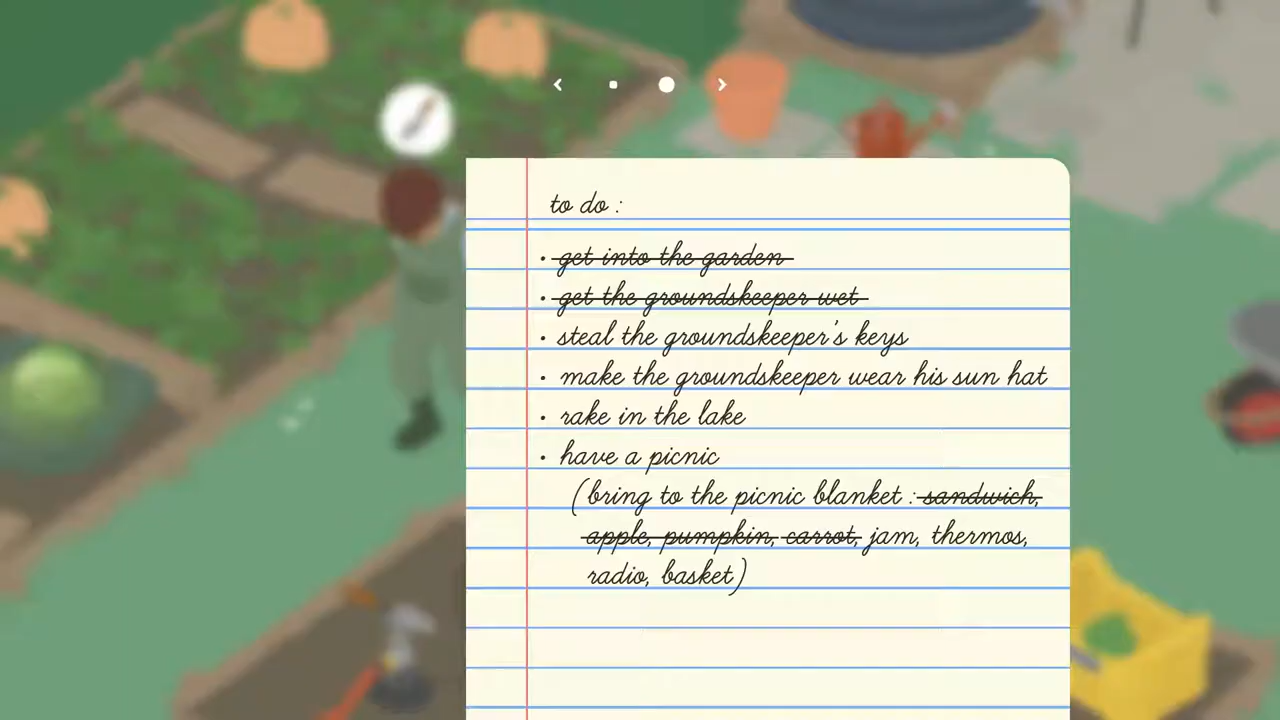 to do :
• get into the garden
• get the groundskeeper wet
• steal the groundskeeper's keys
• make the groundskeeper wear his sun hat
• rake in the lake
• have a picnic
(bring to the picnic blanket : sandwich,
apple, pumpkin, carrot, jam, thermos,
radio, basket)